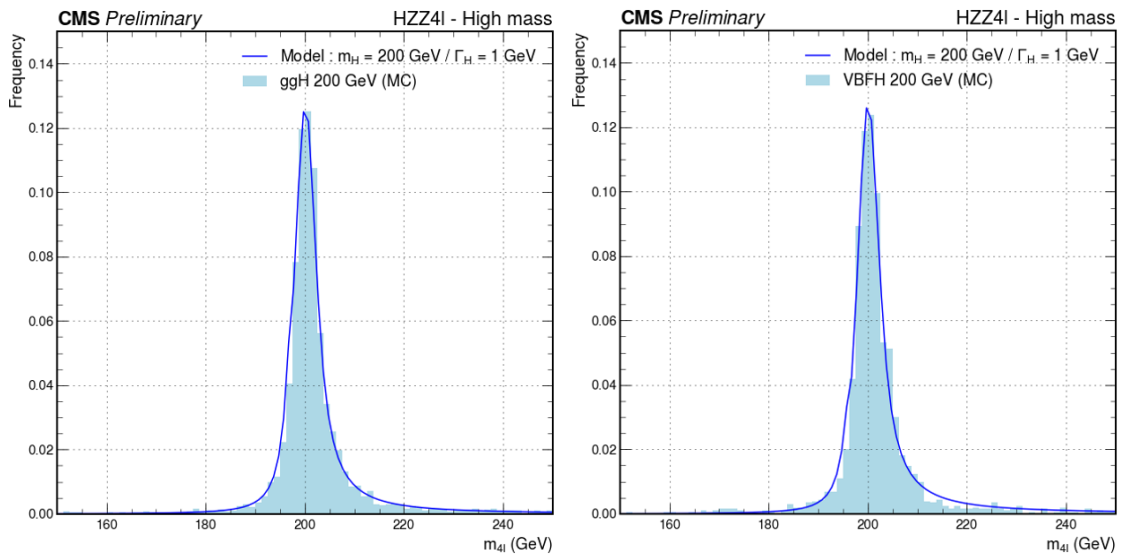 CMS Preliminary
HZZ4l - High mass
Model : m_H = 200 GeV / Γ_H = 1 GeV
ggH 200 GeV (MC)
Frequency
0.14
0.12
0.10
0.08
0.06
0.04
0.02
0.00
160
180
200
220
240
m_4l (GeV)
CMS Preliminary
HZZ4l - High mass
Model : m_H = 200 GeV / Γ_H = 1 GeV
VBFH 200 GeV (MC)
Frequency
0.14
0.12
0.10
0.08
0.06
0.04
0.02
0.00
160
180
200
220
240
m_4l (GeV)